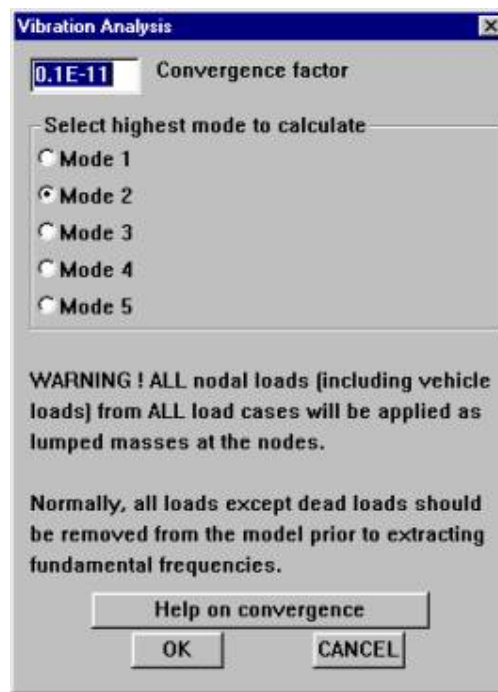 Vibration Analysis
0.1E-11 Convergence factor
Select highest mode to calculate
Mode 1
Mode 2
Mode 3
Mode 4
Mode 5
WARNING ! ALL nodal loads (including vehicle
loads) from ALL load cases will be applied as
lumped masses at the nodes.
Normally, all loads except dead loads should
be removed from the model prior to extracting
fundamental frequencies.
Help on convergence
OK CANCEL